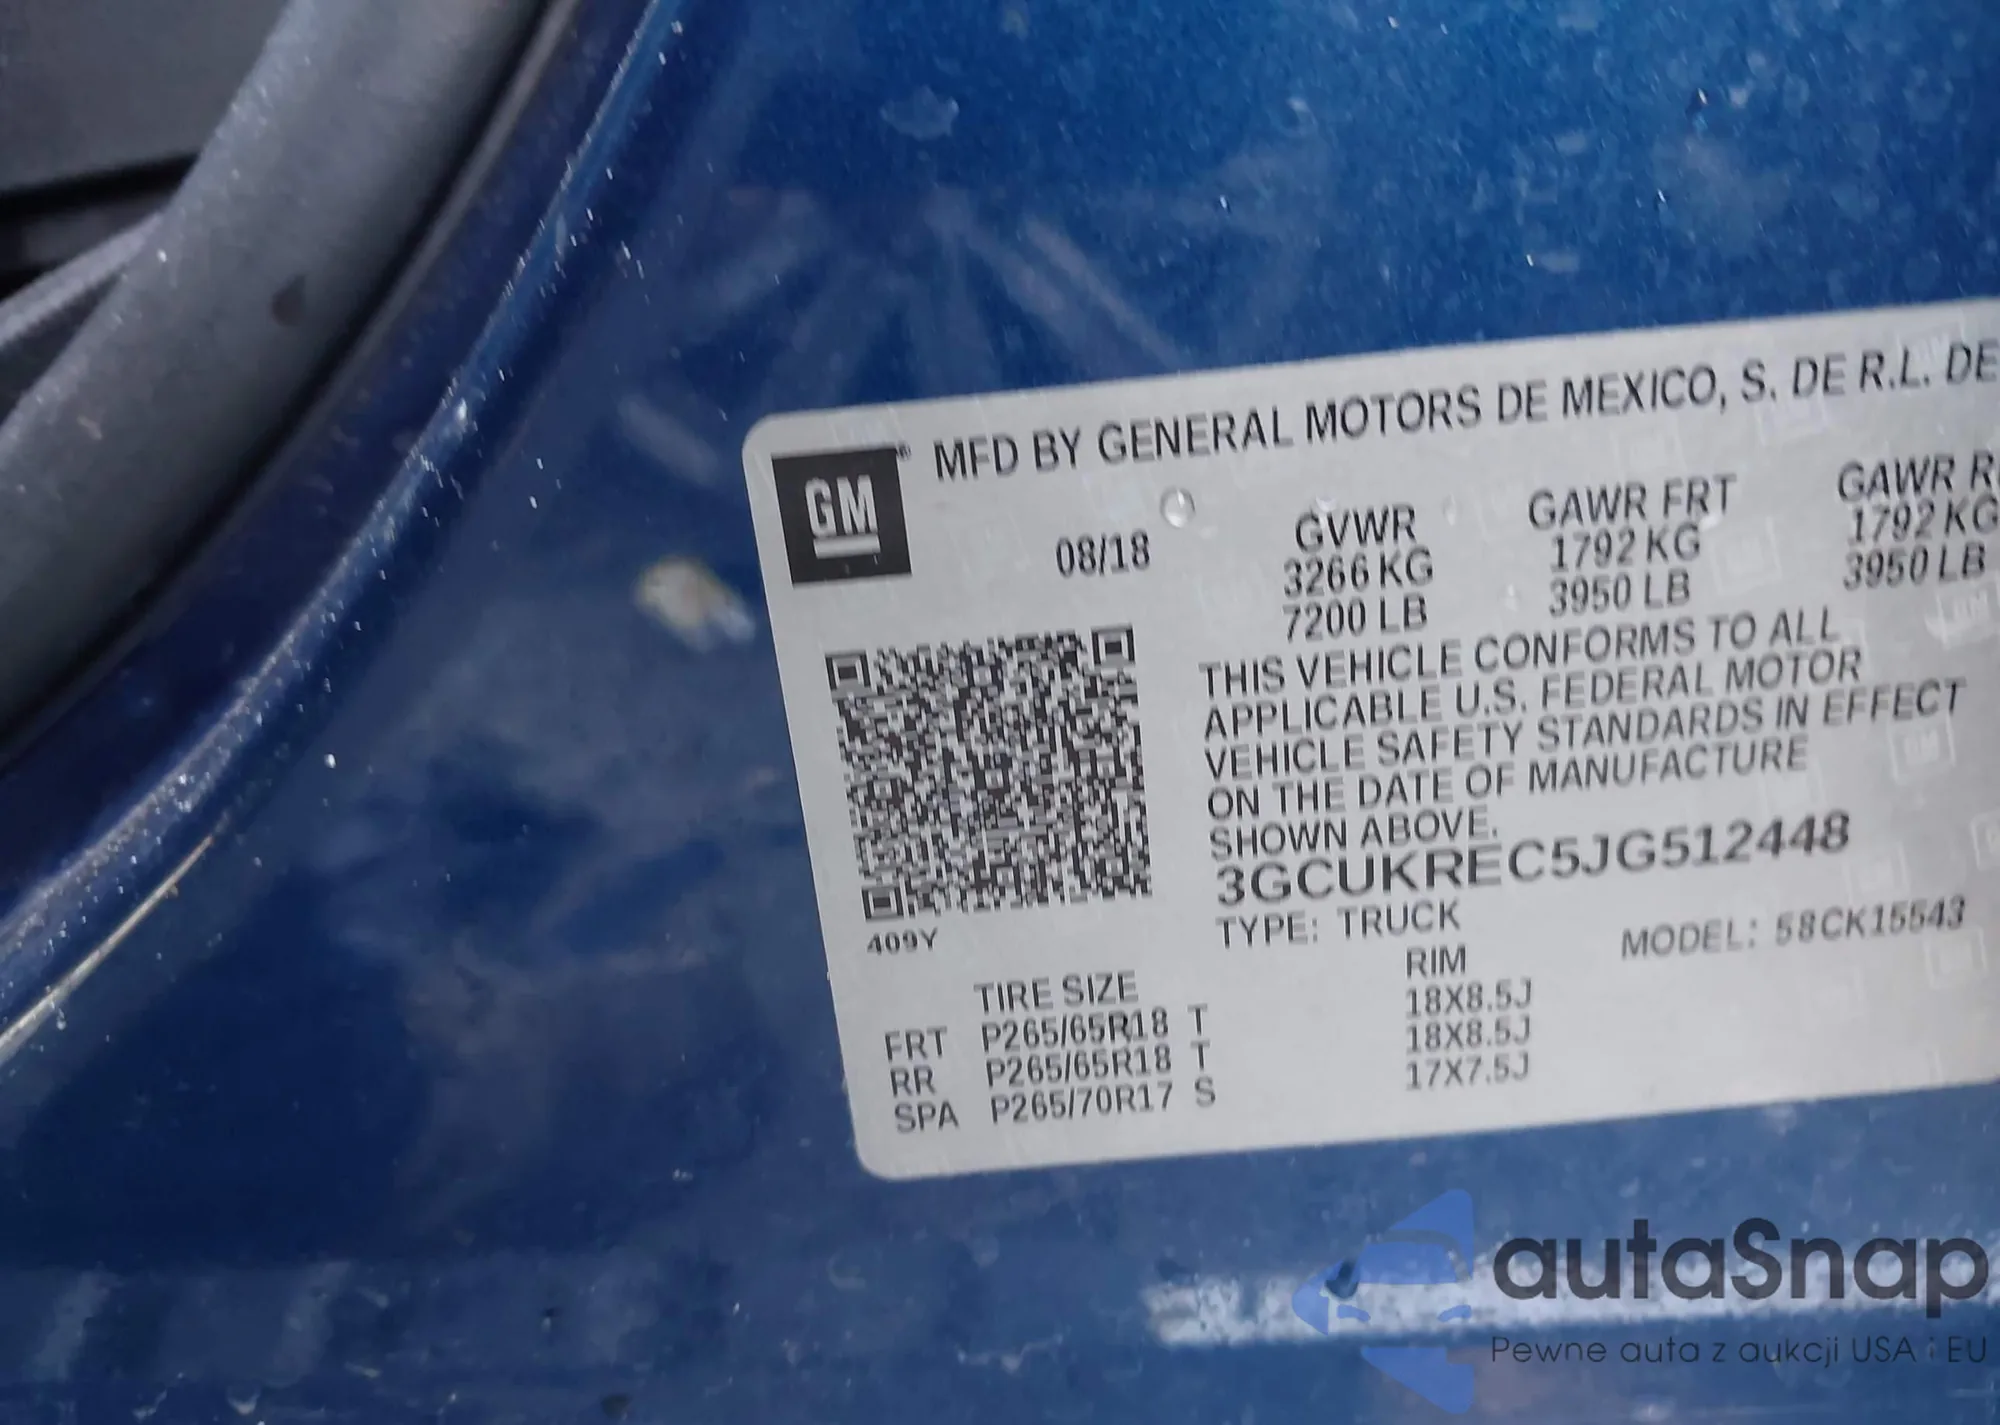 GM
MFD BY GENERAL MOTORS DE MEXICO, S. DE R.L. DE
08/18
GVWR GAWR FRT GAWR
3266 KG 1792 KG 1792 KG
7200 LB 3950 LB 3950 LB
THIS VEHICLE CONFORMS TO ALL
APPLICABLE U.S. FEDERAL MOTOR
VEHICLE SAFETY STANDARDS IN EFFECT
ON THE DATE OF MANUFACTURE
SHOWN ABOVE.
3GCUKREC5JG512448
TYPE: TRUCK MODEL: 58CK15543
409Y
TIRE SIZE RIM
FRT P265/65R18 T 18X8.5J
RR P265/65R18 T 18X8.5J
SPA P265/70R17 S 17X7.5J
autaSnap
Pewne auta z aukcji USA i EU